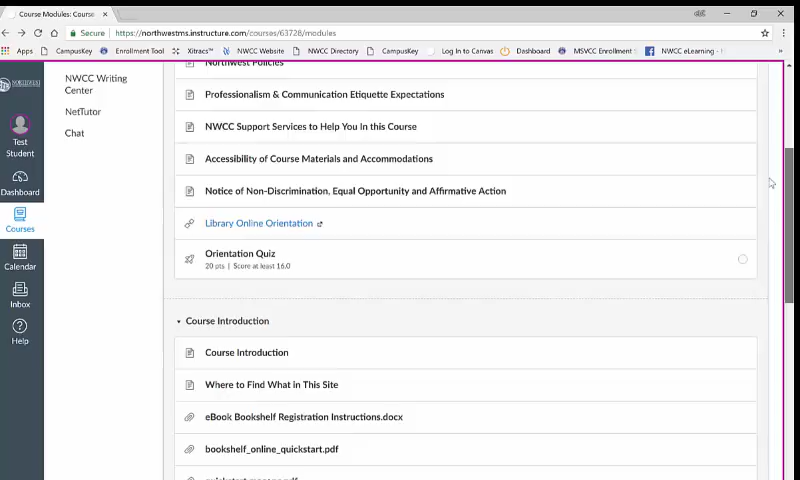 Course Modules: Course
Secure
https://northwestms.instructure.com/courses/63728/modules
Apps
CampusKey
Enrollment Tool
Xitracs™
NWCC Website
NWCC Directory
CampusKey
Log In to Canvas
Dashboard
MSVCC Enrollment
NWCC eLearning -
NORTHWEST
Test
Student
Dashboard
Courses
Calendar
Inbox
Help
NWCC Writing
Center
NetTutor
Chat
Northwest Policies
Professionalism & Communication Etiquette Expectations
NWCC Support Services to Help You In this Course
Accessibility of Course Materials and Accommodations
Notice of Non-Discrimination, Equal Opportunity and Affirmative Action
Library Online Orientation
Orientation Quiz
20 pts | Score at least 16.0
Course Introduction
Course Introduction
Where to Find What in This Site
eBook Bookshelf Registration Instructions.docx
bookshelf_online_quickstart.pdf